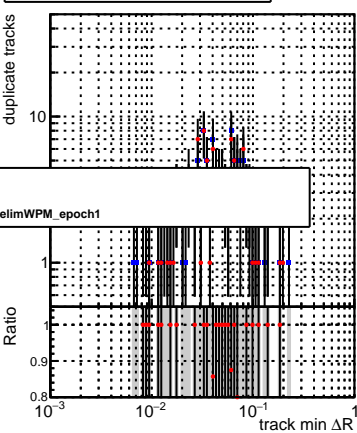 duplicate tracks
10
elimWPM_epoch1
1
Ratio
1
0.9
0.8
10−3 10−2 10−1 1
track min ΔR